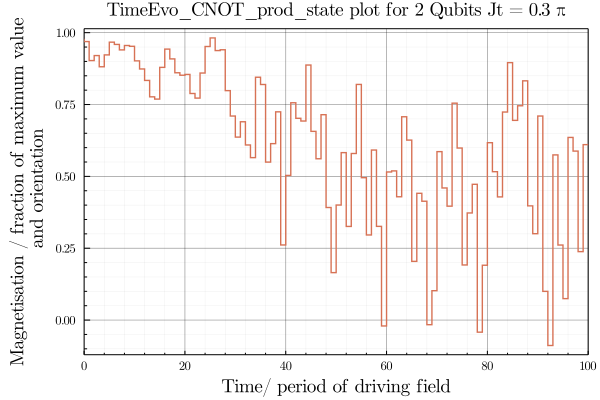 TimeEvo_CNOT_prod_state plot for 2 Qubits Jt = 0.3 π
Magnetisation / fraction of maximum value
and orientation
1.00
0.75
0.50
0.25
0.00
0 20 40 60 80 100
Time/ period of driving field